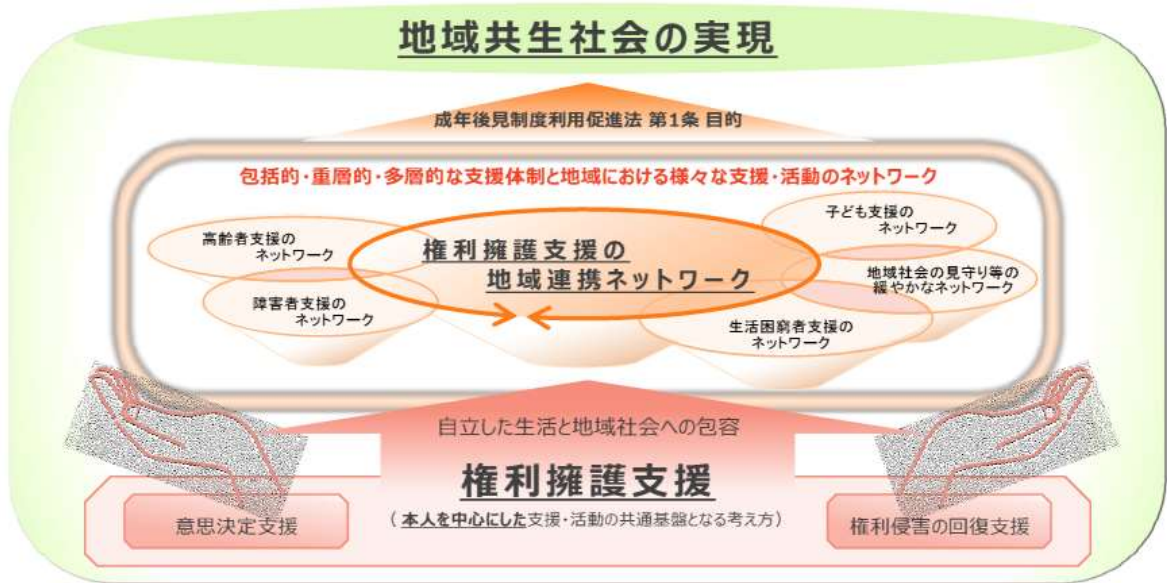 地域共生社会の実現
成年後見制度利用促進法 第1条 目的
包括的・重層的・多層的な支援体制と地域における様々な支援・活動のネットワーク
高齢者支援の
ネットワーク
障害者支援の
ネットワーク
権利擁護支援の
地域連携ネットワーク
子ども支援の
ネットワーク
地域社会の見守り等の
緩やかなネットワーク
生活困窮者支援の
ネットワーク
自立した生活と地域社会への包容
権利擁護支援
(本人を中心にした支援・活動の共通基盤となる考え方)
意思決定支援
権利侵害の回復支援